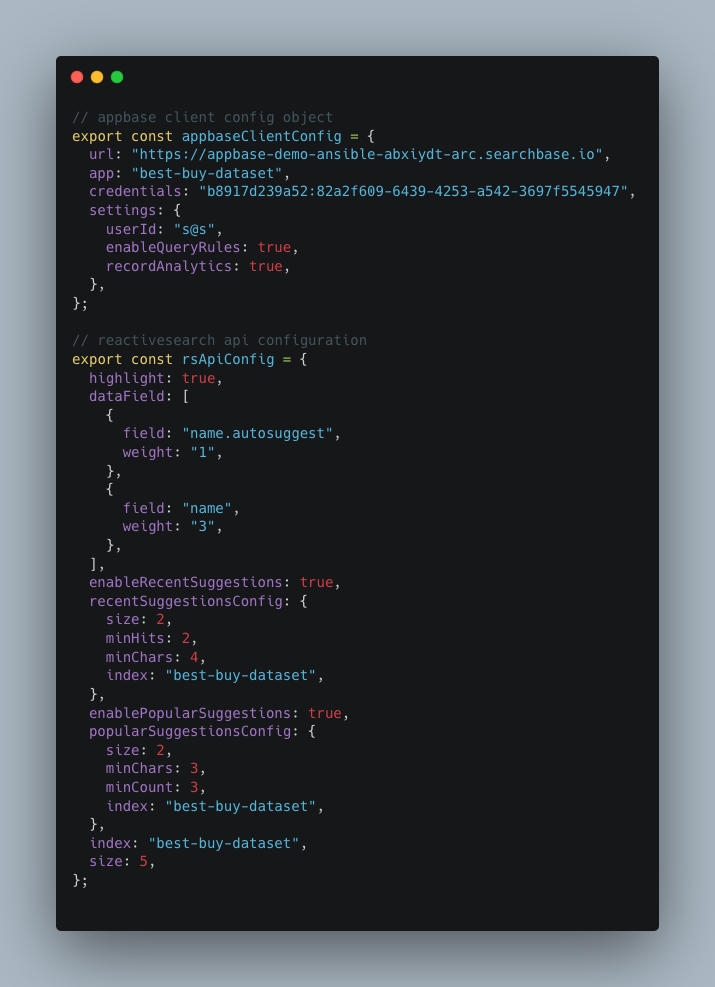 // appbase client config object
export const appbaseClientConfig = {
  url: "https://appbase-demo-ansible-abxiydt-arc.searchbase.io",
  app: "best-buy-dataset",
  credentials: "b8917d239a52:82a2f609-6439-4253-a542-3697f5545947",
  settings: {
    userId: "s@s",
    enableQueryRules: true,
    recordAnalytics: true,
  },
};

// reactivesearch api configuration
export const rsApiConfig = {
  highlight: true,
  dataField: [
    {
      field: "name.autosuggest",
      weight: "1",
    },
    {
      field: "name",
      weight: "3",
    },
  ],
  enableRecentSuggestions: true,
  recentSuggestionsConfig: {
    size: 2,
    minHits: 2,
    minChars: 4,
    index: "best-buy-dataset",
  },
  enablePopularSuggestions: true,
  popularSuggestionsConfig: {
    size: 2,
    minChars: 3,
    minCount: 3,
    index: "best-buy-dataset",
  },
  index: "best-buy-dataset",
  size: 5,
};